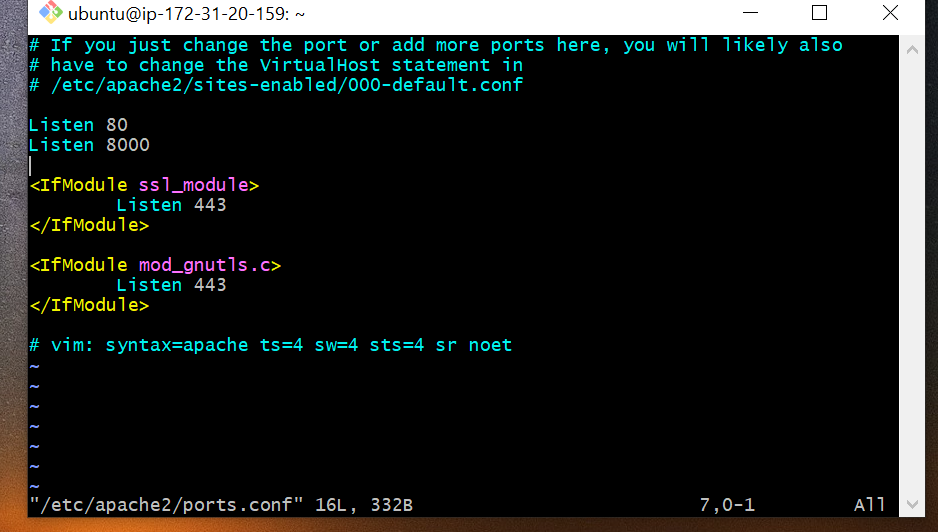 ubuntu@ip-172-31-20-159: ~
# If you just change the port or add more ports here, you will likely also
# have to change the VirtualHost statement in
# /etc/apache2/sites-enabled/000-default.conf
Listen 80
Listen 8000
<IfModule ssl_module>
        Listen 443
</IfModule>
<IfModule mod_gnutls.c>
        Listen 443
</IfModule>
# vim: syntax=apache ts=4 sw=4 sts=4 sr noet
~
~
~
~
~
~
~
"/etc/apache2/ports.conf" 16L, 332B 7,0-1 All